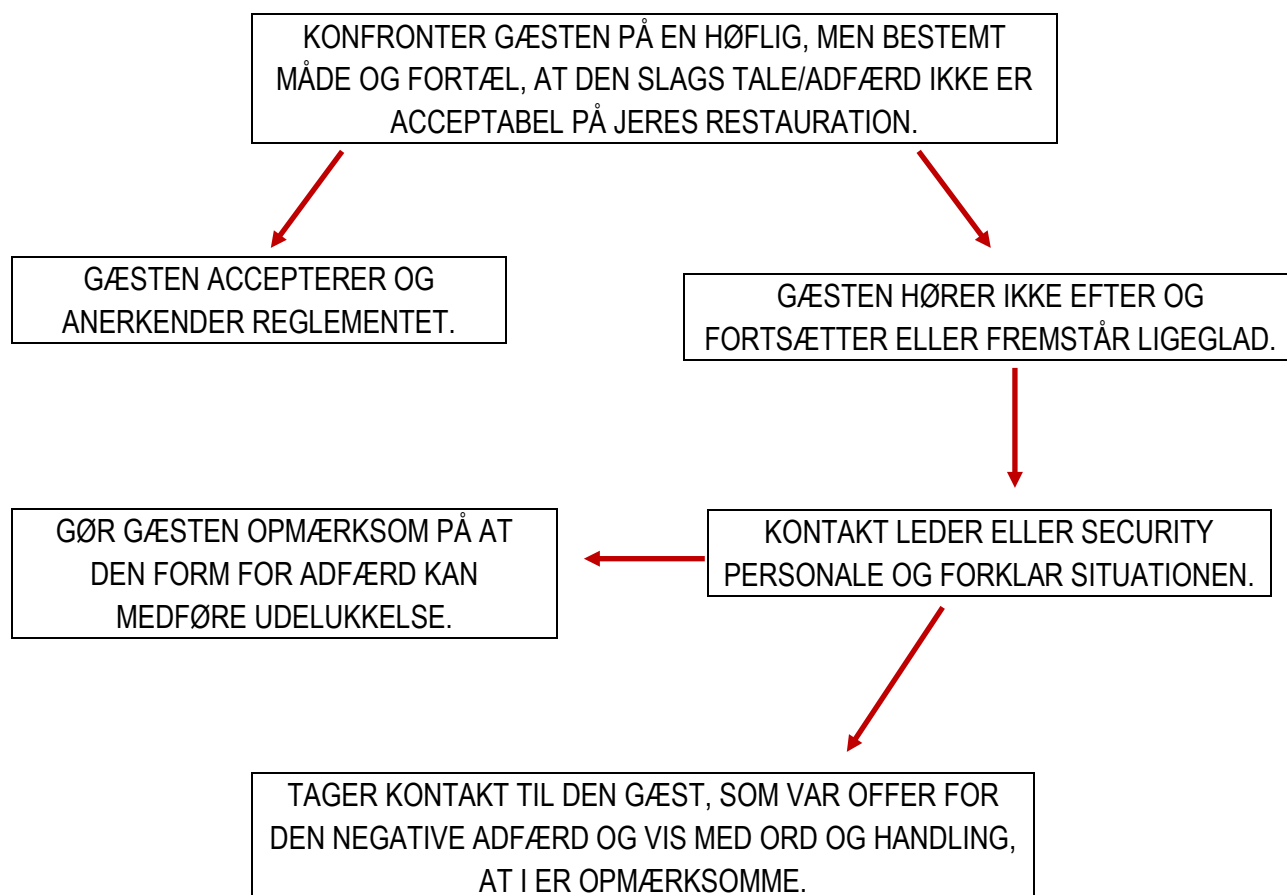 KONFRONTER GÆSTEN PÅ EN HØFLIG, MEN BESTEMT
MÅDE OG FORTÆL, AT DEN SLAGS TALE/ADFÆRD IKKE ER
ACCEPTABEL PÅ JERES RESTAURATION.
GÆSTEN ACCEPTERER OG
ANERKENDER REGLEMENTET.
GÆSTEN HØRER IKKE EFTER OG
FORTSÆTTER ELLER FREMSTÅR LIGEGLAD.
GØR GÆSTEN OPMÆRKSOM PÅ AT
DEN FORM FOR ADFÆRD KAN
MEDFØRE UDELUKKELSE.
KONTAKT LEDER ELLER SECURITY
PERSONALE OG FORKLAR SITUATIONEN.
TAGER KONTAKT TIL DEN GÆST, SOM VAR OFFER FOR
DEN NEGATIVE ADFÆRD OG VIS MED ORD OG HANDLING,
AT I ER OPMÆRKSOMME.